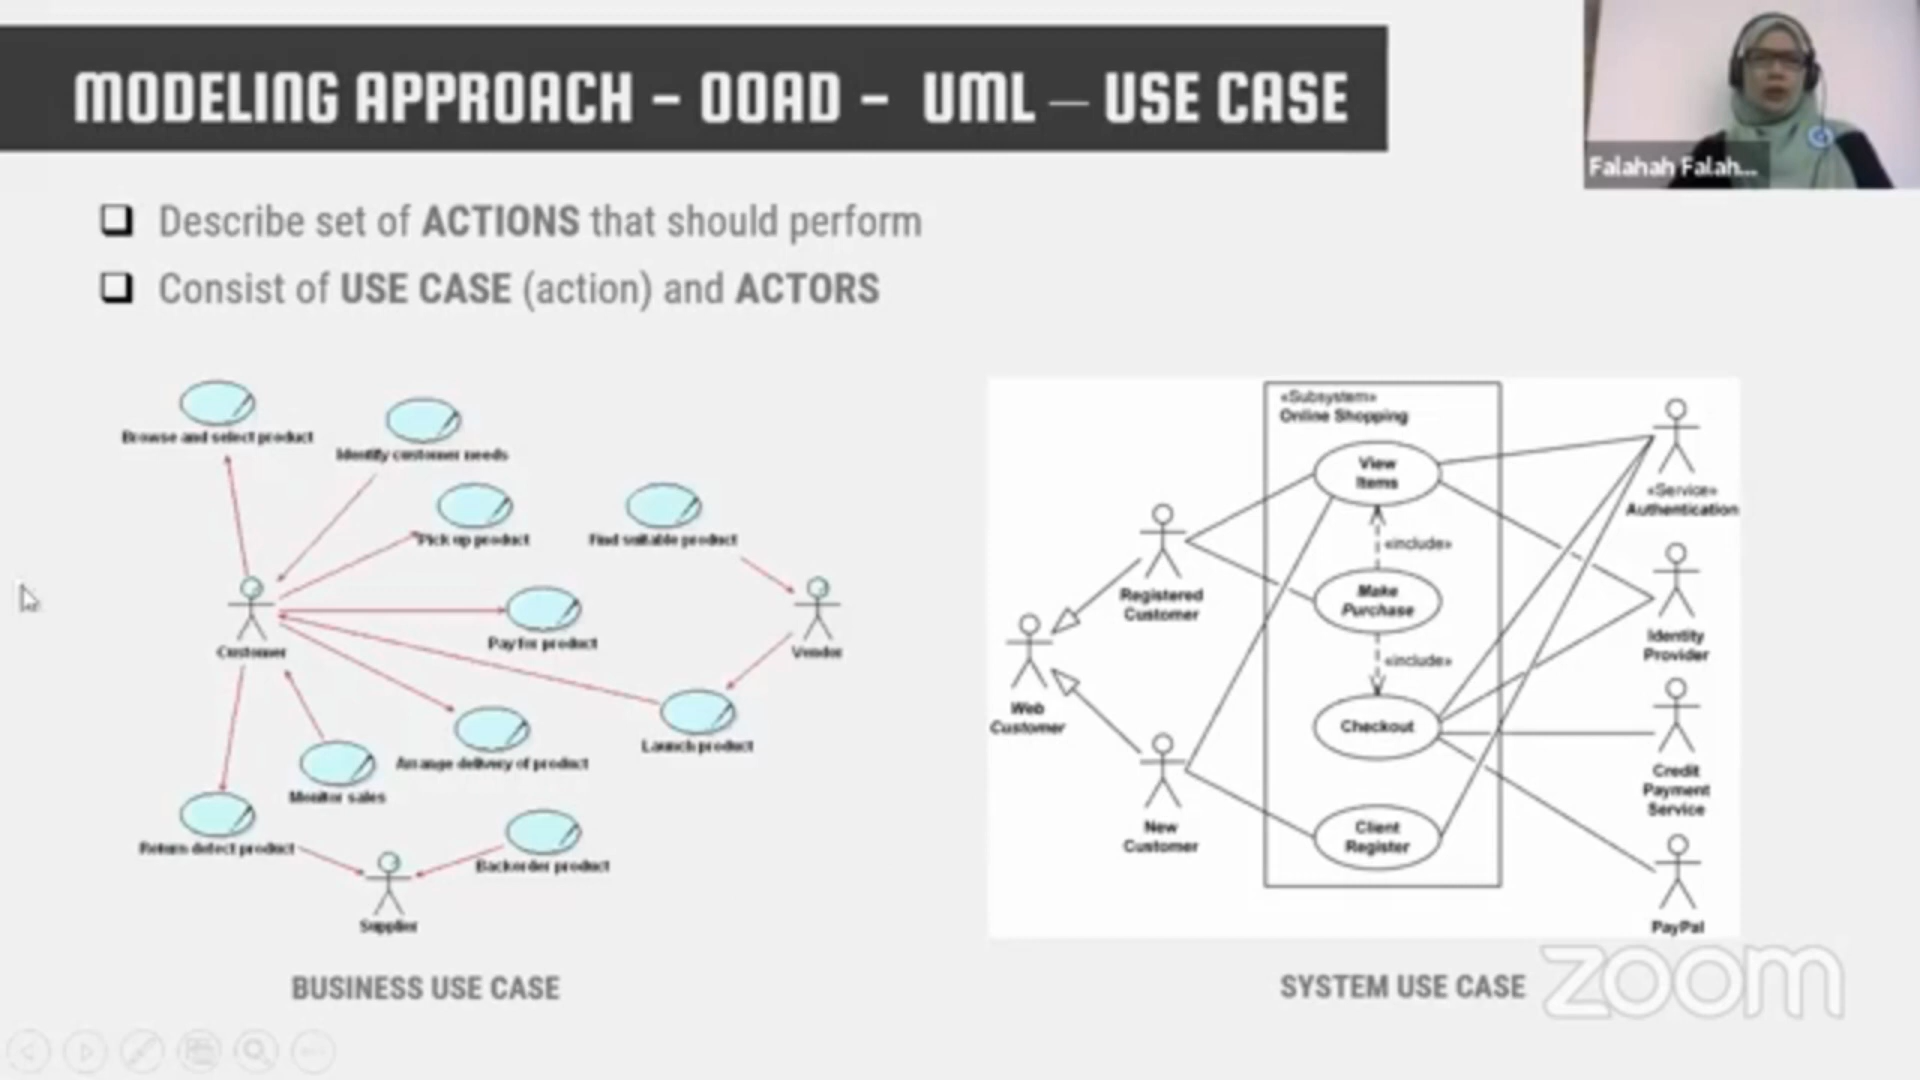 MODELING APPROACH - OOAD - UML — USE CASE
Falahah Falah...
Describe set of ACTIONS that should perform
Consist of USE CASE (action) and ACTORS
Browse and select product
Identify customer needs
Pick up product
Find suitable product
Customer
Pay for product
Vendor
Launch product
Arrange delivery of product
Monitor sales
Return defect product
Backorder product
Supplier
BUSINESS USE CASE
«Subsystem»
Online Shopping
View
Items
«include»
Make
Purchase
«include»
Checkout
Client
Register
Registered
Customer
Web
Customer
New
Customer
«Service»
Authentication
Identity
Provider
Credit
Payment
Service
PayPal
SYSTEM USE CASE
zoom